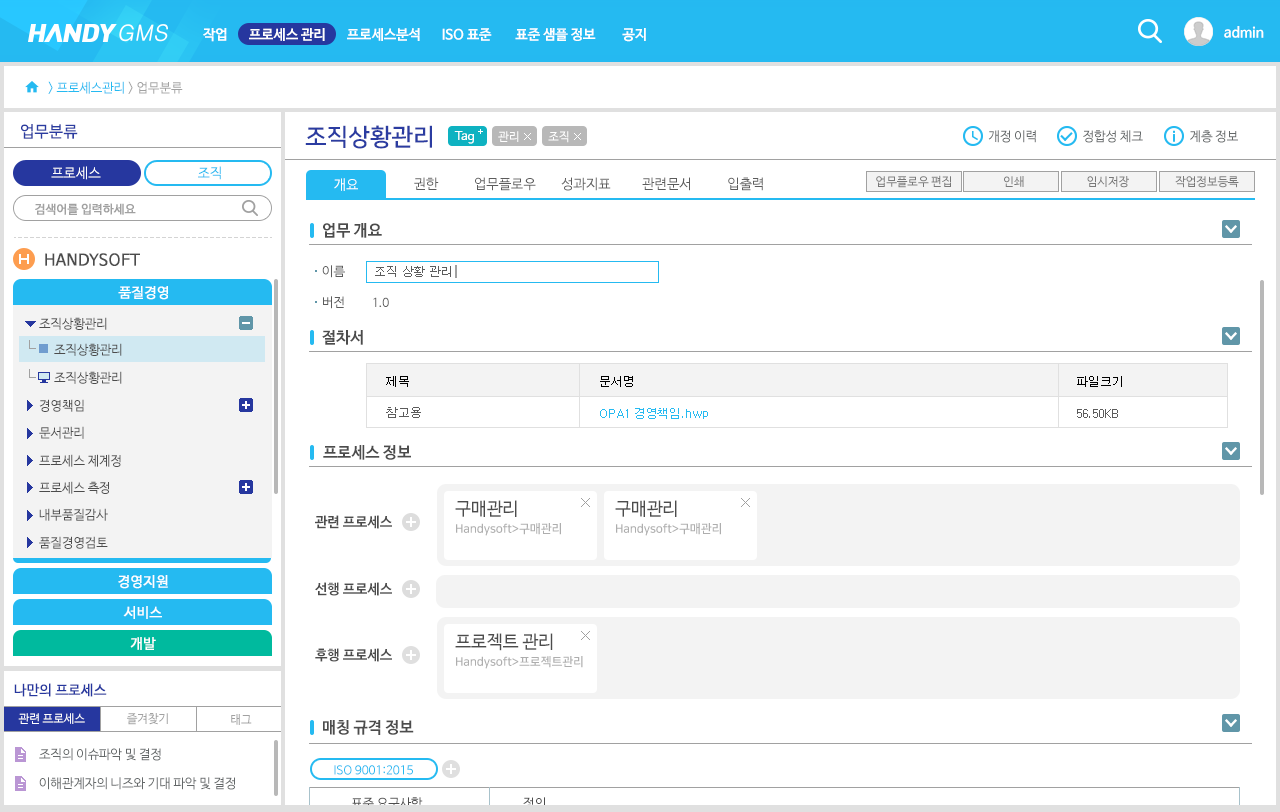 HANDY GMS 작업 프로세스 관리 프로세스분석 ISO 표준 표준 샘플 정보 공지 admin
> 프로세스관리 > 업무분류
업무분류
프로세스 조직
검색어를 입력하세요
HANDYSOFT
품질경영
조직상황관리
조직상황관리
조직상황관리
경영책임
문서관리
프로세스 제계정
프로세스 측정
내부품질감사
품질경영검토
경영지원
서비스
개발
나만의 프로세스
관련 프로세스 즐겨찾기 태그
조직의 이슈파악 및 결정
이해관계자의 니즈와 기대 파악 및 결정
조직상황관리 Tag+ 관리 조직 개정 이력 정합성 체크 계층 정보
개요 권한 업무플로우 성과지표 관련문서 입출력 업무플로우 편집 인쇄 임시저장 작업정보등록
업무 개요
· 이름 조직 상황 관리
· 버전 1.0
절차서
제목 문서명 파일크기
참고용 OPA1 경영책임.hwp 56.50KB
프로세스 정보
관련 프로세스
구매관리
Handysoft>구매관리
구매관리
Handysoft>구매관리
선행 프로세스
후행 프로세스
프로젝트 관리
Handysoft>프로젝트관리
매칭 규격 정보
ISO 9001:2015
표준 요구사항 정의